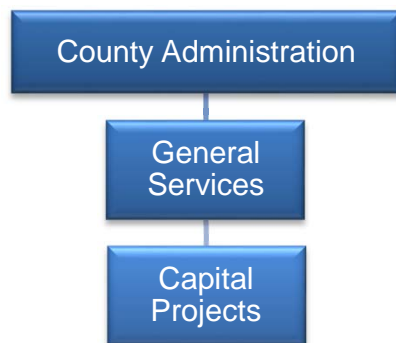 County Administration
General
Services
Capital
Projects